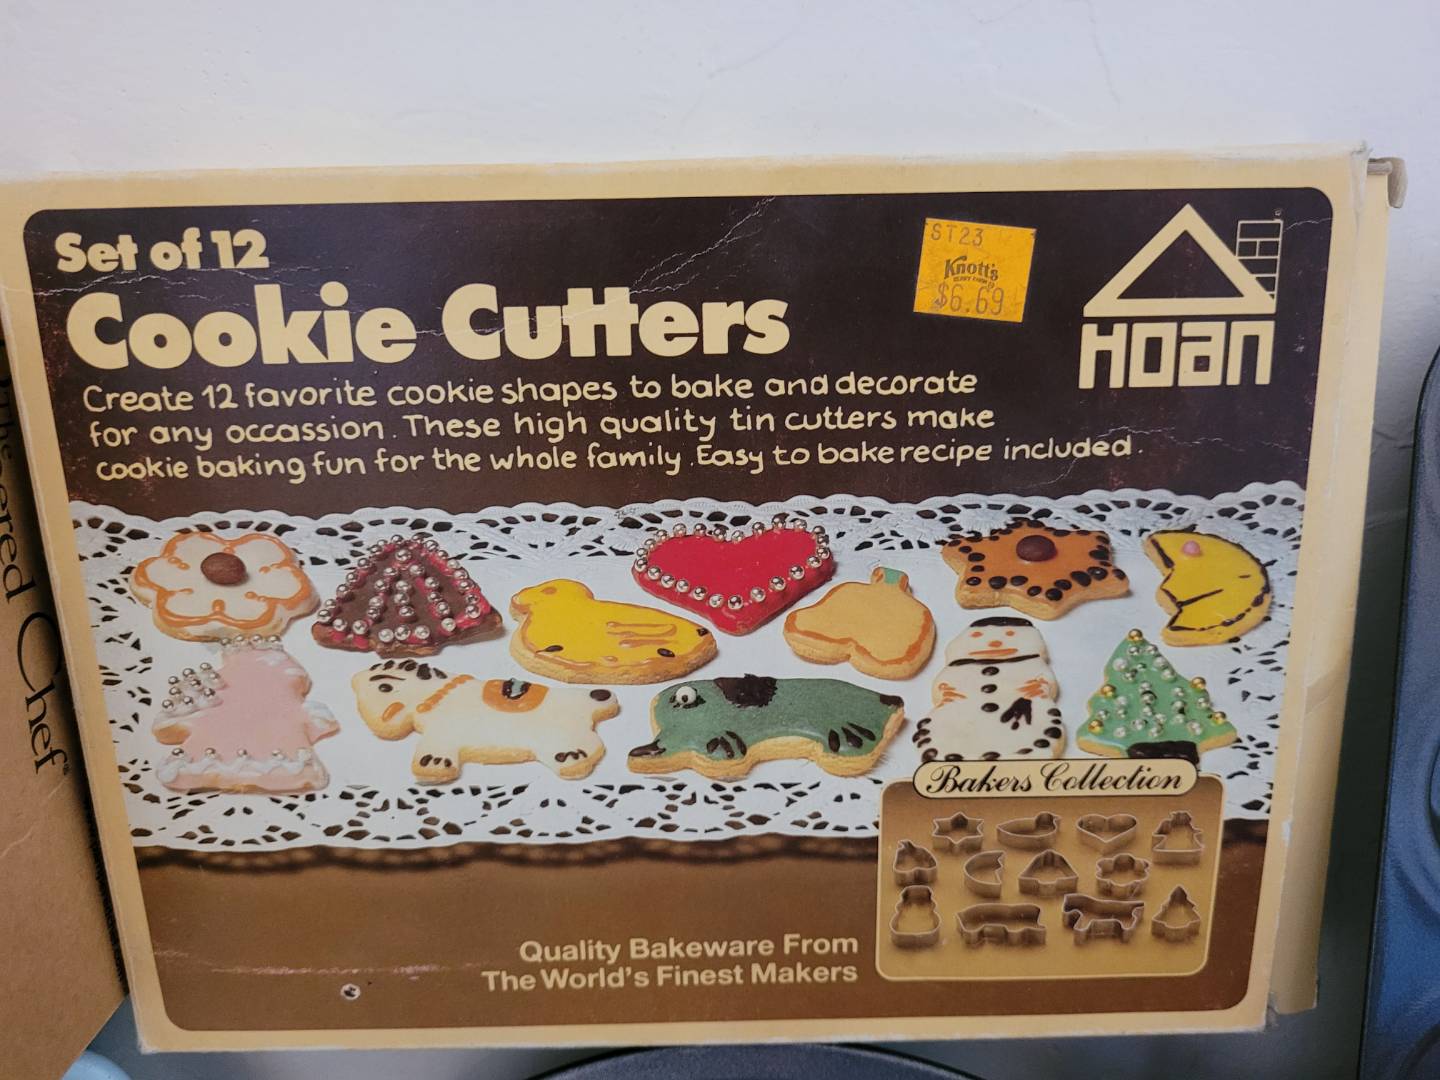 Set of 12
Cookie Cutters
Create 12 favorite cookie shapes to bake and decorate
for any occassion. These high quality tin cutters make
cookie baking fun for the whole family. Easy to bake recipe included.
ST23
Knott's
BERRY FARM
$6.69
HOAN
®
Bakers Collection
Quality Bakeware From
The World's Finest Makers
Chef